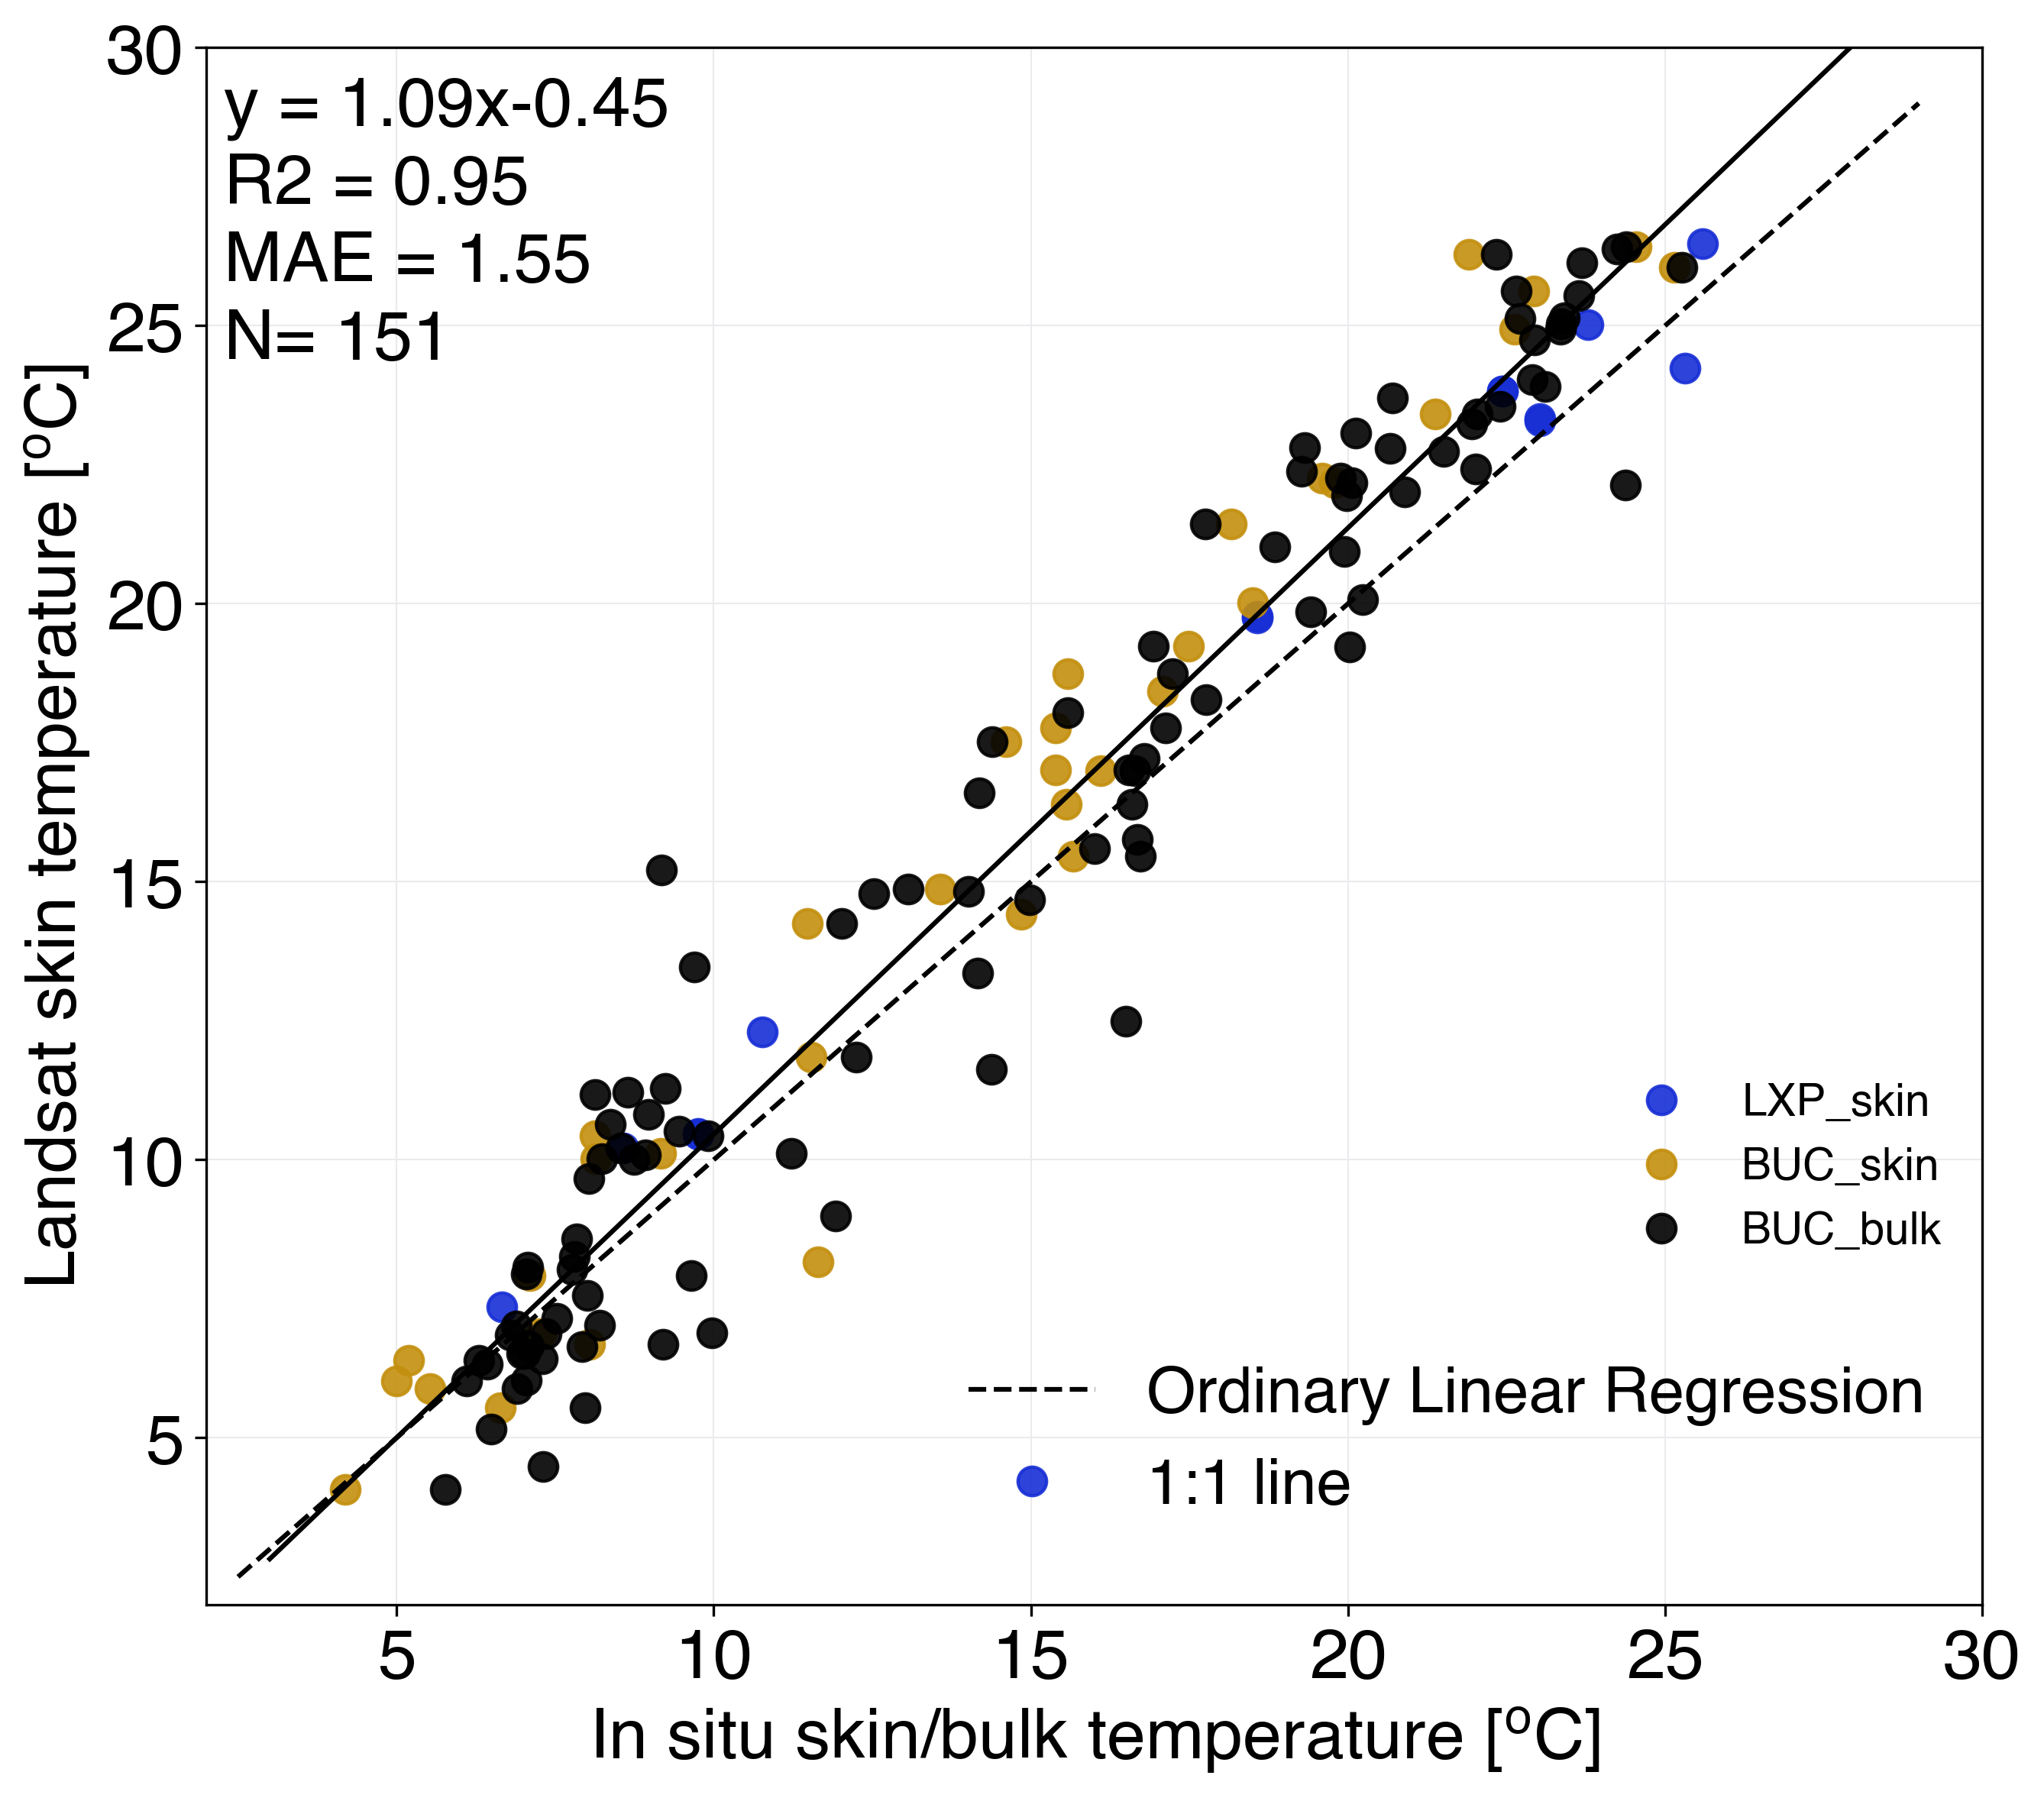 30
25
20
15
10
5
Landsat skin temperature [°C]
y = 1.09x-0.45
R2 = 0.95
MAE = 1.55
N= 151
LXP_skin
BUC_skin
BUC_bulk
Ordinary Linear Regression
1:1 line
5 10 15 20 25 30
In situ skin/bulk temperature [°C]